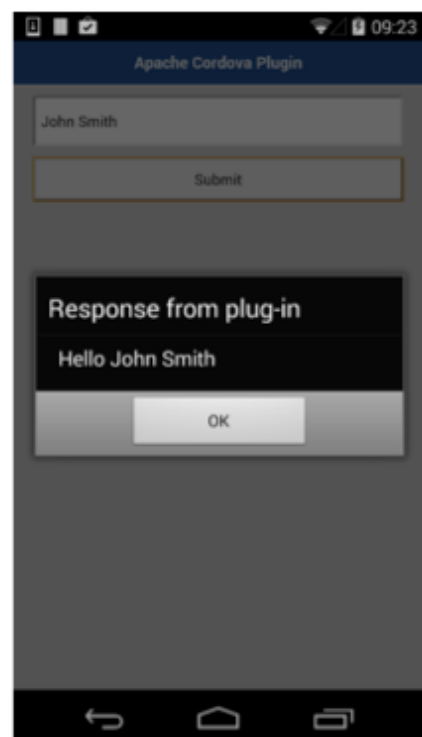 09:23
Apache Cordova Plugin
John Smith
Submit
Response from plug-in
Hello John Smith
OK